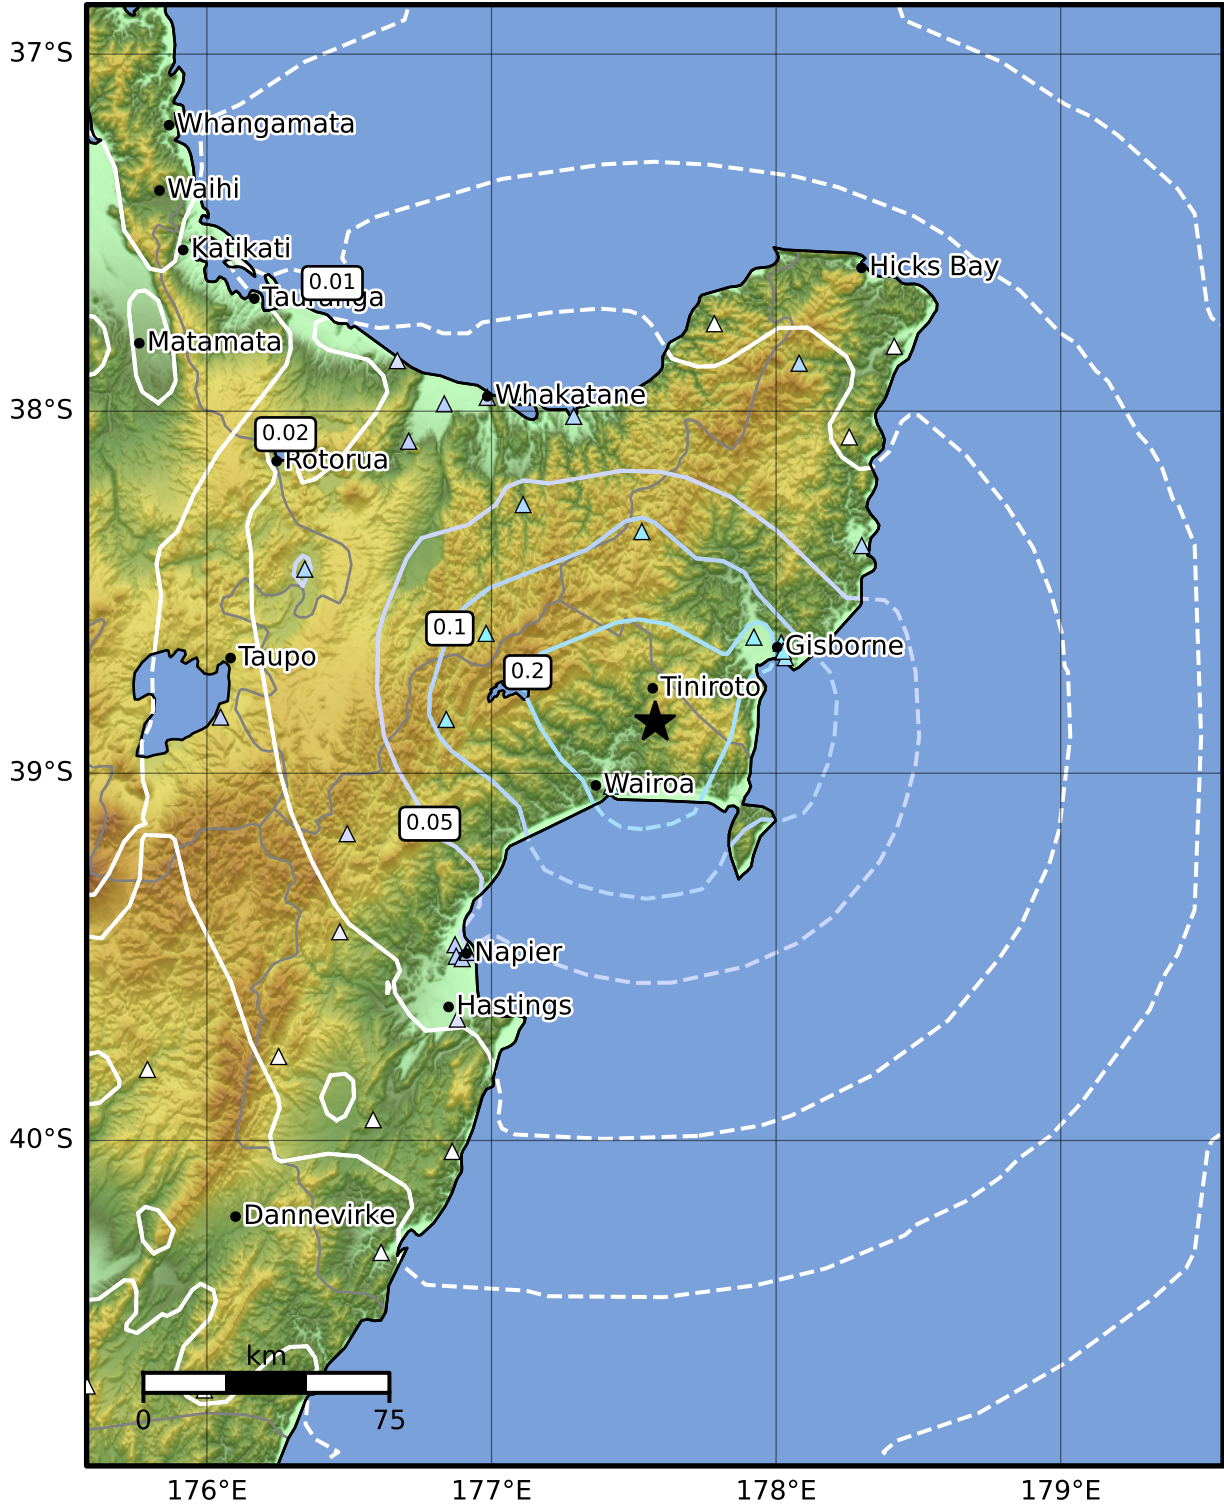 37°S
Whangamata
Waihi
Katikati
Hicks Bay
0.01
Tauranga
Matamata
Whakatane
38°S
0.02
Rotorua
0.1
Gisborne
Taupo
0.2
Tiniroto
39°S
Wairoa
0.05
Napier
Hastings
40°S
Dannevirke
km
0 75
176°E 177°E 178°E 179°E